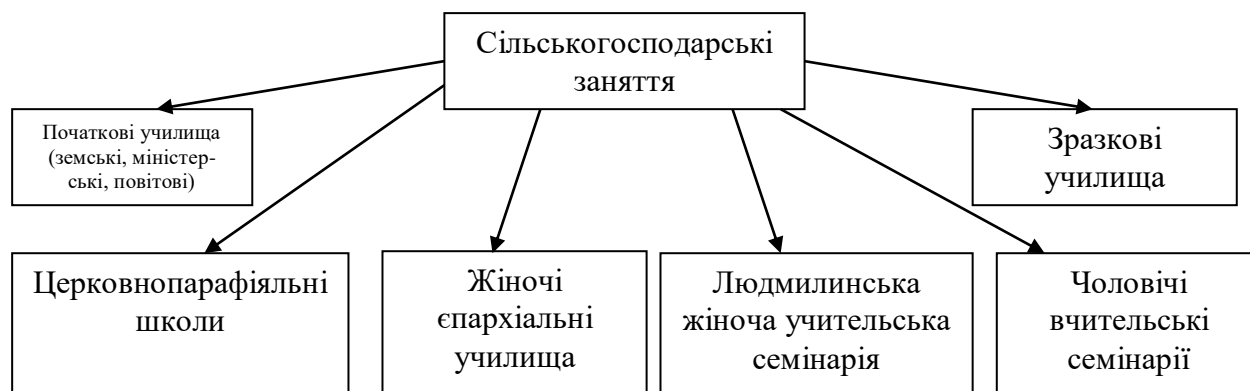 Сільськогосподарські
заняття
Початкові училища
(земські, міністер-
ські, повітові)
Зразкові
училища
Церковнопарафіяльні
школи
Жіночі
єпархіальні
училища
Людмилинська
жіноча учительська
семінарія
Чоловічі
вчительські
семінарії